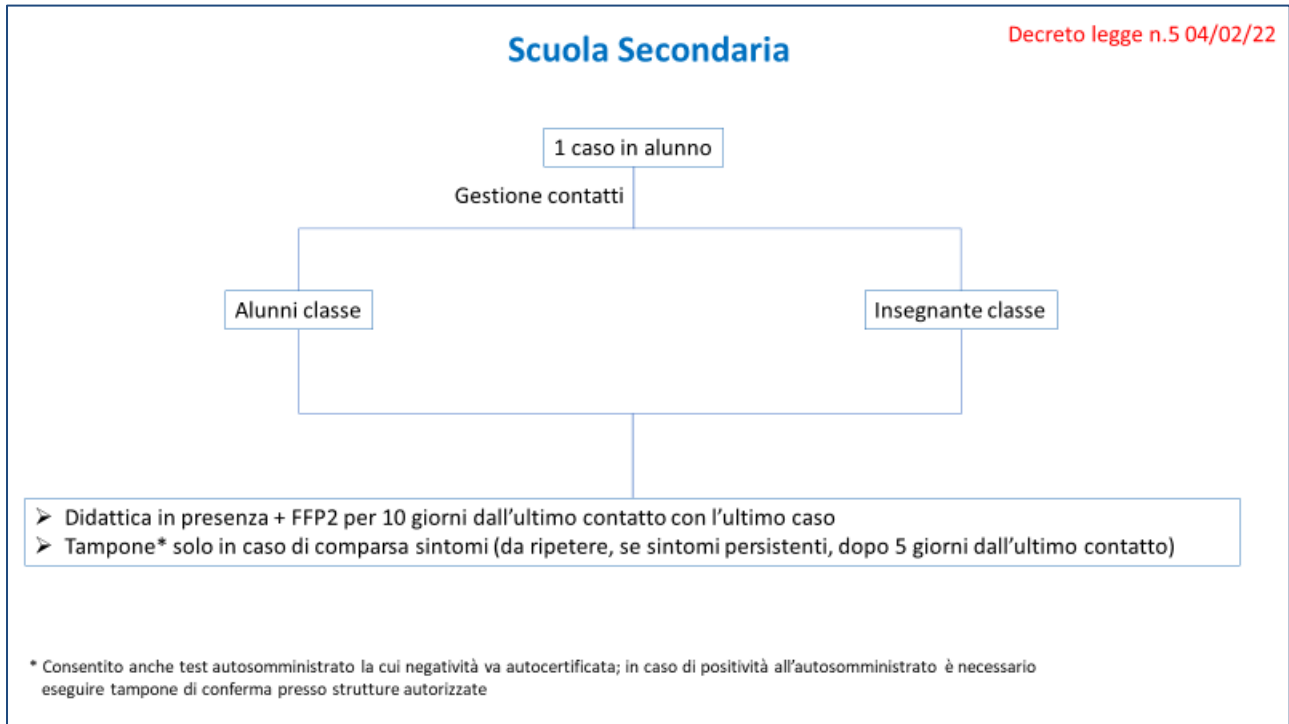 Scuola Secondaria
Decreto legge n.5 04/02/22
1 caso in alunno
Gestione contatti
Alunni classe
Insegnante classe
➢ Didattica in presenza + FFP2 per 10 giorni dall’ultimo contatto con l’ultimo caso
➢ Tampone* solo in caso di comparsa sintomi (da ripetere, se sintomi persistenti, dopo 5 giorni dall’ultimo contatto)
* Consentito anche test autosomministrato la cui negatività va autocertificata; in caso di positività all’autosomministrato è necessario
eseguire tampone di conferma presso strutture autorizzate